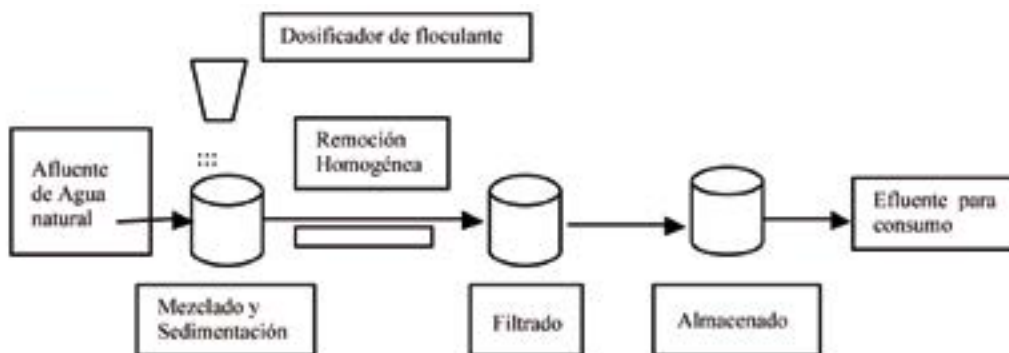 Dosificador de floculante
Remoción
Homogénea
Afluente
de Agua
natural
Efluente para
consumo
Mezclado y
Sedimentación
Filtrado
Almacenado